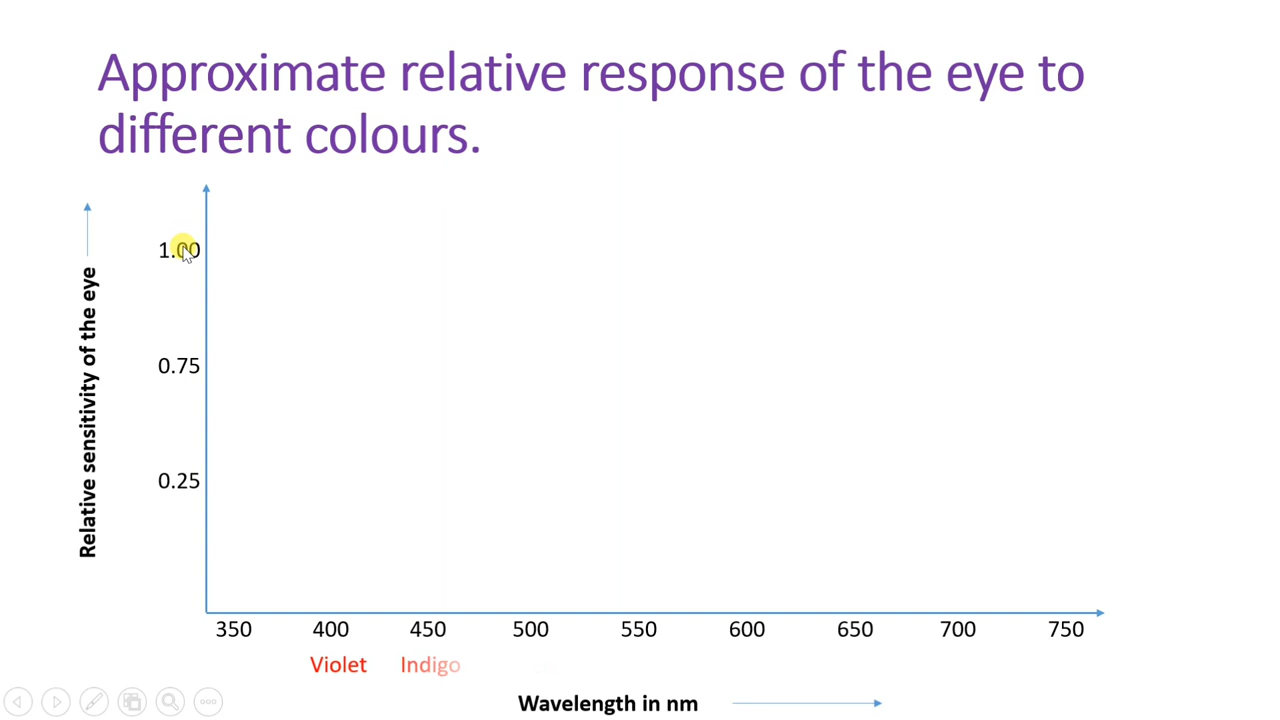 Approximate relative response of the eye to
different colours.
1.00
0.75
0.25
Relative sensitivity of the eye
350 400 450 500 550 600 650 700 750
Violet Indigo
Wavelength in nm